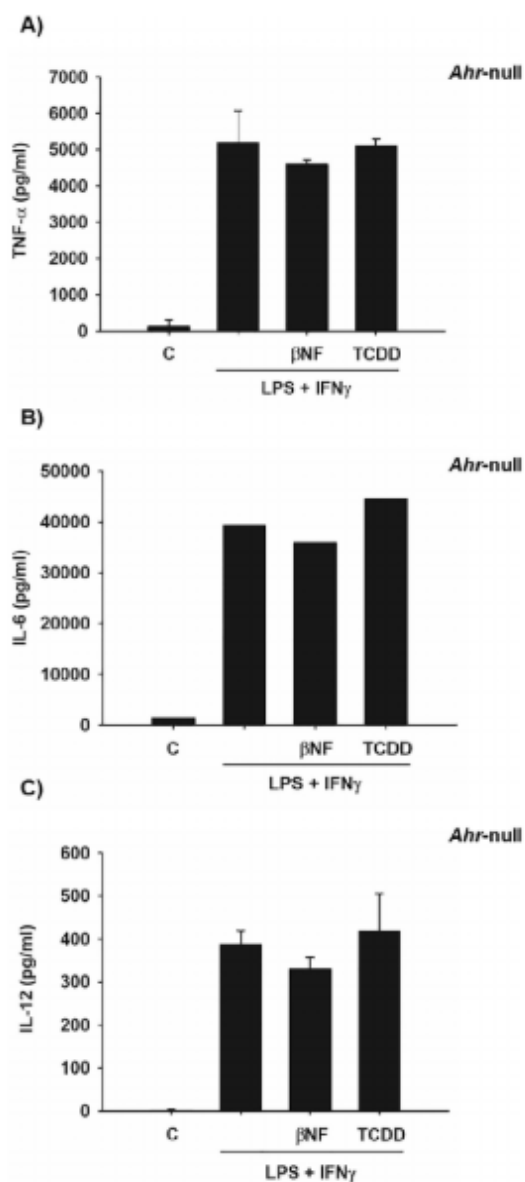 A)
Ahr-null
7000
6000
5000
4000
3000
2000
1000
0
TNF-α (pg/ml)
C βNF TCDD
LPS + IFNγ
B)
Ahr-null
50000
40000
30000
20000
10000
0
IL-6 (pg/ml)
C βNF TCDD
LPS + IFNγ
C)
Ahr-null
600
500
400
300
200
100
0
IL-12 (pg/ml)
C βNF TCDD
LPS + IFNγ